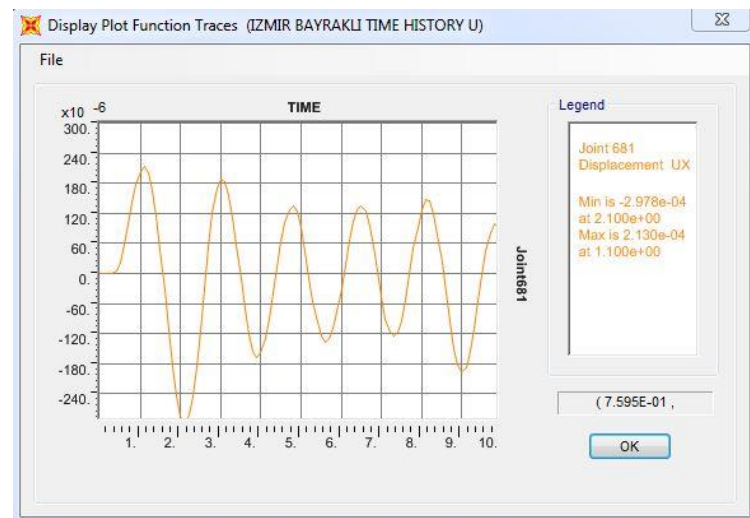 Display Plot Function Traces (IZMIR BAYRAKLI TIME HISTORY U)
File
x10 -6
TIME
300.
240.
180.
120.
60.
0.
-60.
-120.
-180.
-240.
1. 2. 3. 4. 5. 6. 7. 8. 9. 10.
Joint681
Legend
Joint 681
Displacement UX
Min is -2.978e-04
at 2.100e+00
Max is 2.130e-04
at 1.100e+00
( 7.595E-01 ,
OK